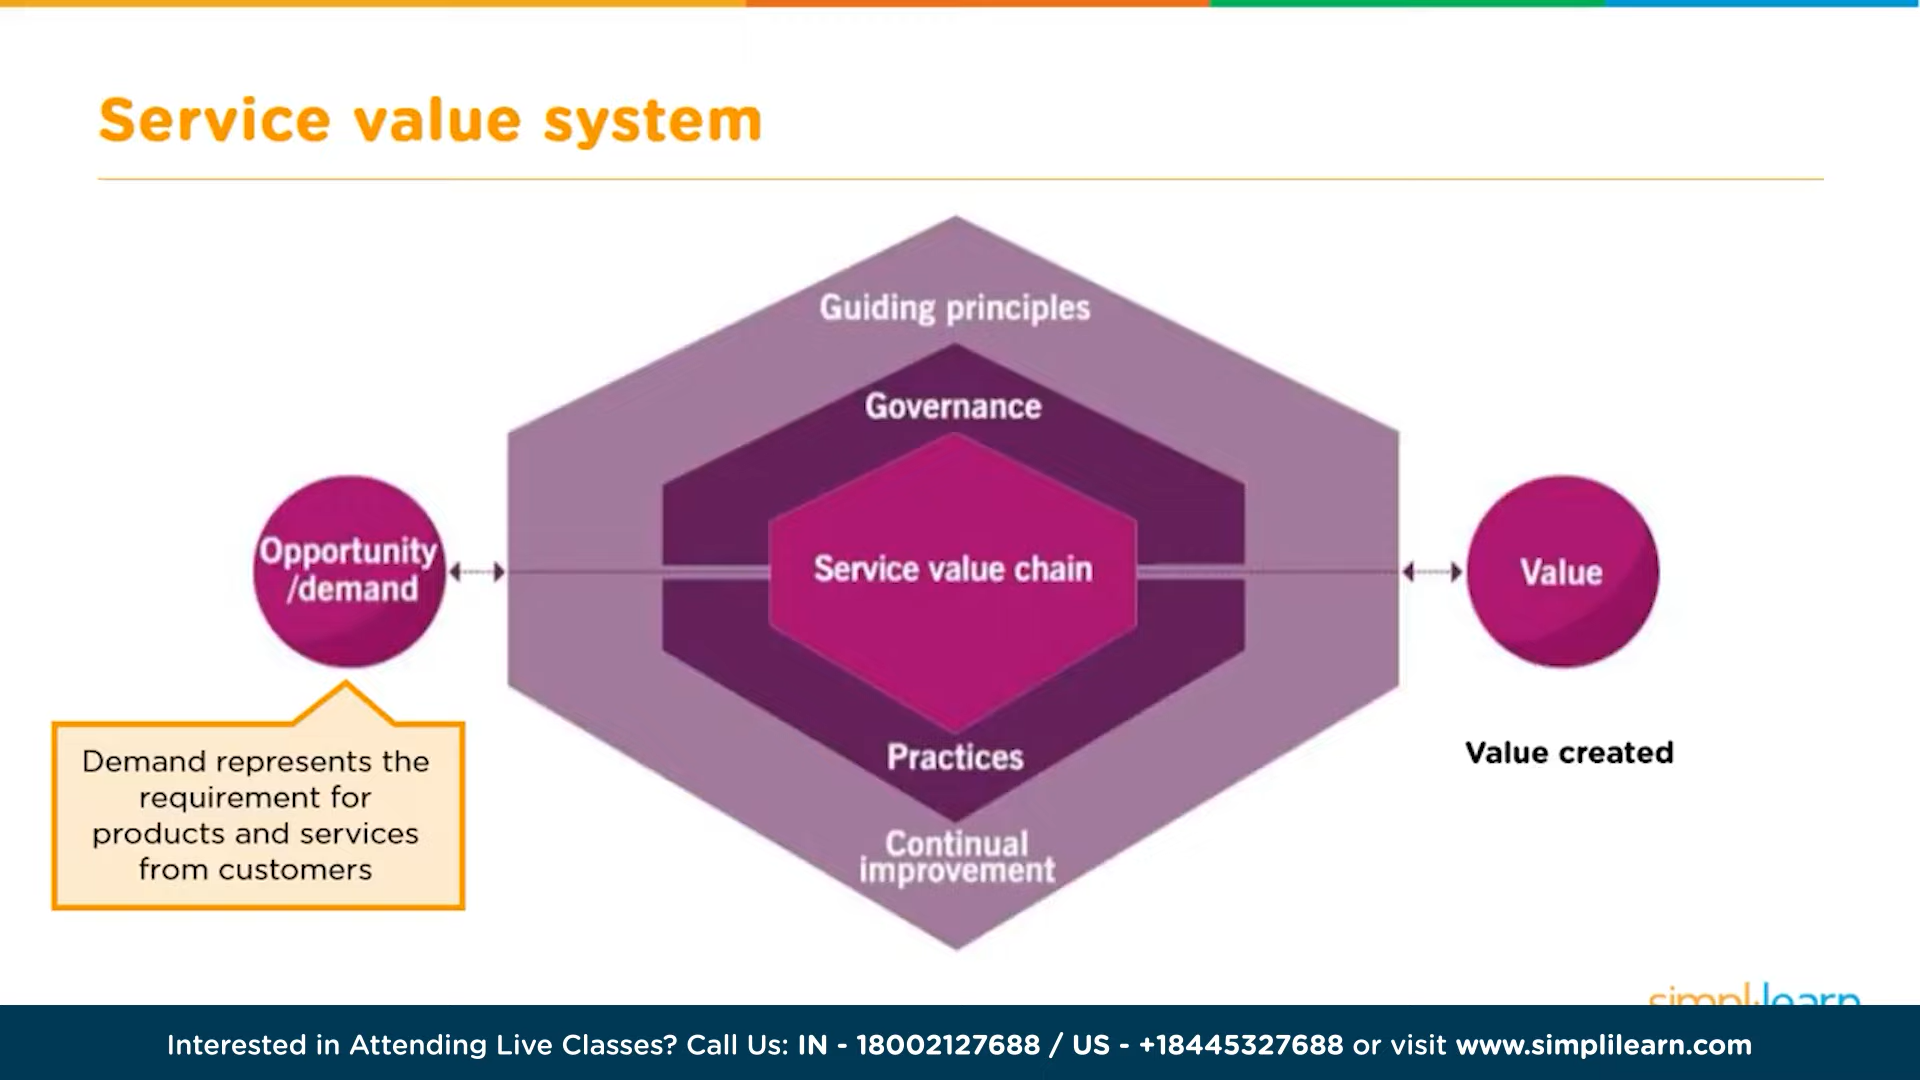 Service value system
Guiding principles
Governance
Opportunity
/demand
Service value chain
Value
Practices
Continual
improvement
Demand represents the
requirement for
products and services
from customers
Value created
simplilearn
Interested in Attending Live Classes? Call Us: IN - 18002127688 / US - +18445327688 or visit www.simplilearn.com